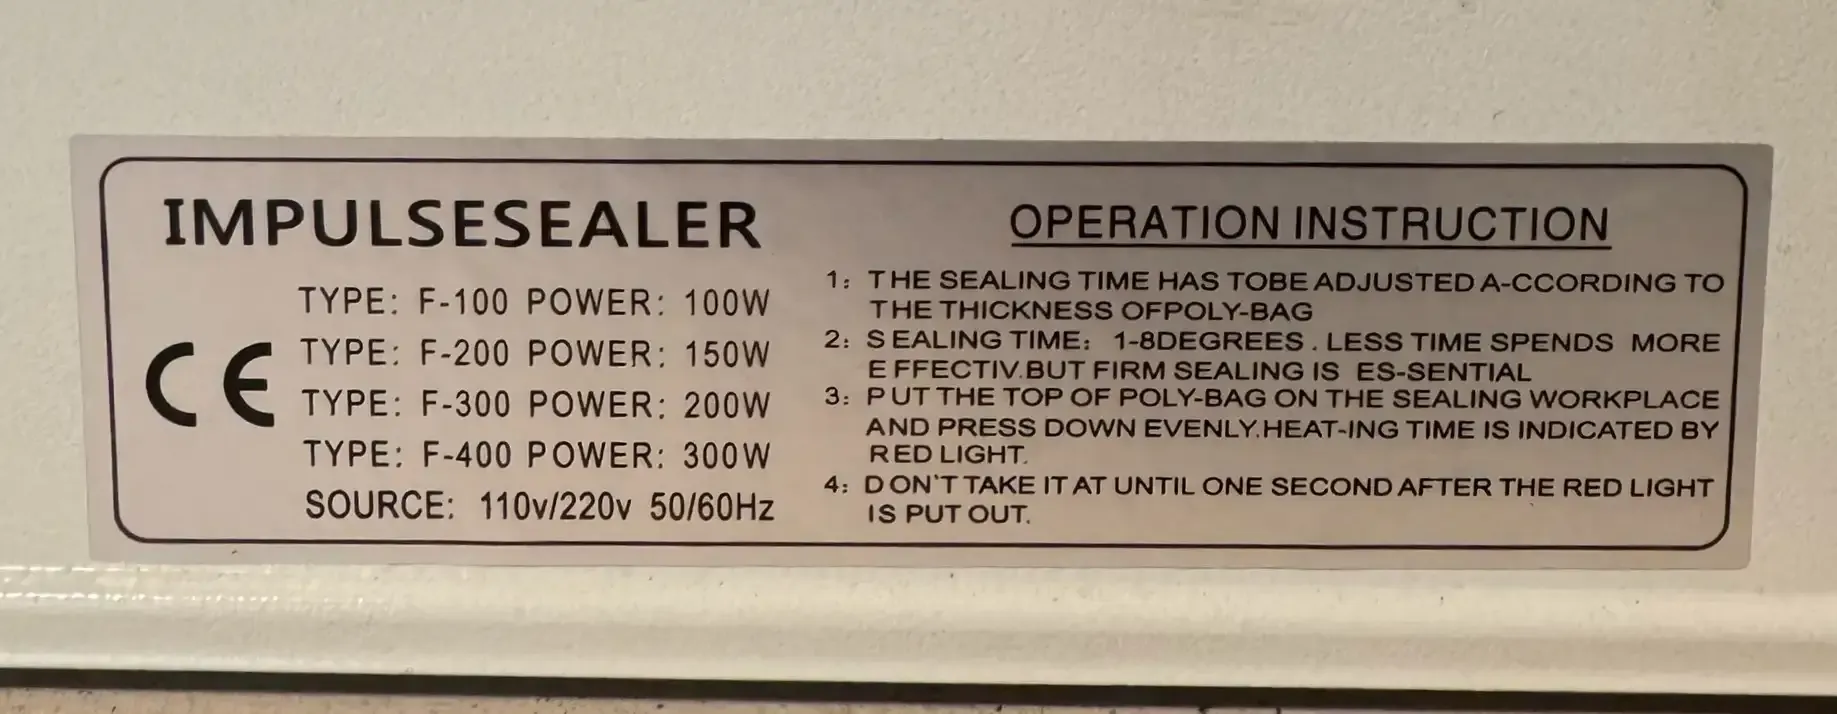 IMPULSESEALER
CE
TYPE: F-100 POWER: 100W
TYPE: F-200 POWER: 150W
TYPE: F-300 POWER: 200W
TYPE: F-400 POWER: 300W
SOURCE: 110v/220v 50/60Hz
OPERATION INSTRUCTION
1: THE SEALING TIME HAS TOBE ADJUSTED A-CCORDING TO
THE THICKNESS OFPOLY-BAG
2: SEALING TIME: 1-8DEGREES . LESS TIME SPENDS MORE
EFFECTIV.BUT FIRM SEALING IS ES-SENTIAL
3: PUT THE TOP OF POLY-BAG ON THE SEALING WORKPLACE
AND PRESS DOWN EVENLY.HEAT-ING TIME IS INDICATED BY
RED LIGHT.
4: DON'T TAKE IT AT UNTIL ONE SECOND AFTER THE RED LIGHT
IS PUT OUT.